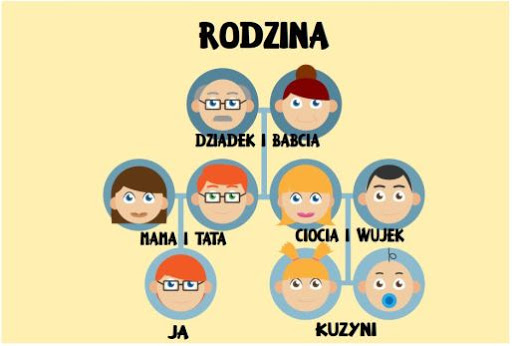 RODZINA
DZIADEK I BABCIA
MAMA I TATA
CIOCIA I WUJEK
JA
KUZYNI